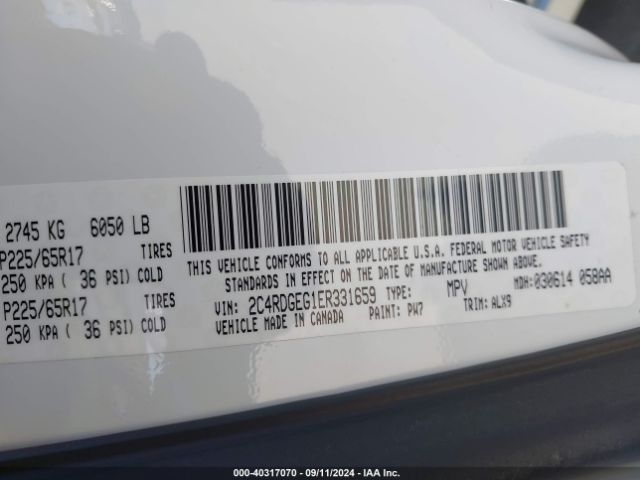 2745 KG 6050 LB
P225/65R17 TIRES
250 KPA ( 36 PSI) COLD
P225/65R17 TIRES
250 KPA ( 36 PSI) COLD
THIS VEHICLE CONFORMS TO ALL APPLICABLE U.S.A. FEDERAL MOTOR VEHICLE SAFETY
STANDARDS IN EFFECT ON THE DATE OF MANUFACTURE SHOWN ABOVE.
VIN: 2C4RDGEG1ER331659 TYPE: MPV MDH:030614 058AA
VEHICLE MADE IN CANADA PAINT: PW7 TRIM: ALX9
000-40317070 - 09/11/2024 - IAA Inc.